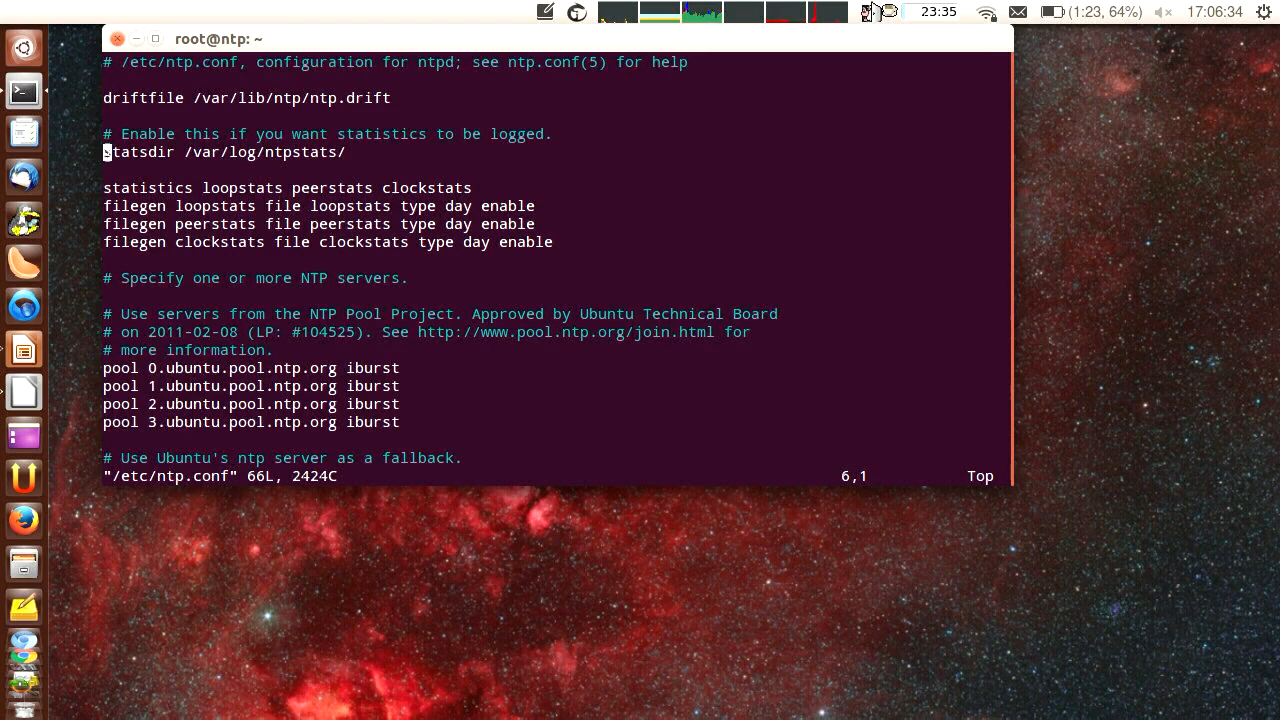 23:35
(1:23, 64%)
17:06:34
root@ntp: ~
# /etc/ntp.conf, configuration for ntpd; see ntp.conf(5) for help
driftfile /var/lib/ntp/ntp.drift
# Enable this if you want statistics to be logged.
statsdir /var/log/ntpstats/
statistics loopstats peerstats clockstats
filegen loopstats file loopstats type day enable
filegen peerstats file peerstats type day enable
filegen clockstats file clockstats type day enable
# Specify one or more NTP servers.
# Use servers from the NTP Pool Project. Approved by Ubuntu Technical Board
# on 2011-02-08 (LP: #104525). See http://www.pool.ntp.org/join.html for
# more information.
pool 0.ubuntu.pool.ntp.org iburst
pool 1.ubuntu.pool.ntp.org iburst
pool 2.ubuntu.pool.ntp.org iburst
pool 3.ubuntu.pool.ntp.org iburst
# Use Ubuntu's ntp server as a fallback.
"/etc/ntp.conf" 66L, 2424C 6,1 Top